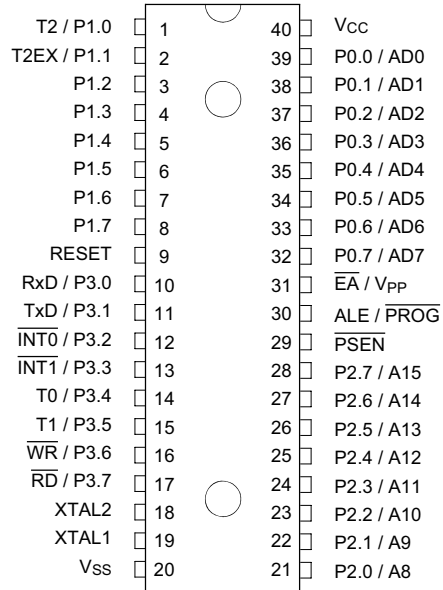 T2 / P1.0 1 40 VCC
T2EX / P1.1 2 39 P0.0 / AD0
P1.2 3 38 P0.1 / AD1
P1.3 4 37 P0.2 / AD2
P1.4 5 36 P0.3 / AD3
P1.5 6 35 P0.4 / AD4
P1.6 7 34 P0.5 / AD5
P1.7 8 33 P0.6 / AD6
RESET 9 32 P0.7 / AD7
RxD / P3.0 10 31 E̅A̅ / VPP
TxD / P3.1 11 30 ALE / P̅R̅O̅G̅
I̅N̅T̅0̅ / P3.2 12 29 P̅S̅E̅N̅
I̅N̅T̅1̅ / P3.3 13 28 P2.7 / A15
T0 / P3.4 14 27 P2.6 / A14
T1 / P3.5 15 26 P2.5 / A13
W̅R̅ / P3.6 16 25 P2.4 / A12
R̅D̅ / P3.7 17 24 P2.3 / A11
XTAL2 18 23 P2.2 / A10
XTAL1 19 22 P2.1 / A9
VSS 20 21 P2.0 / A8